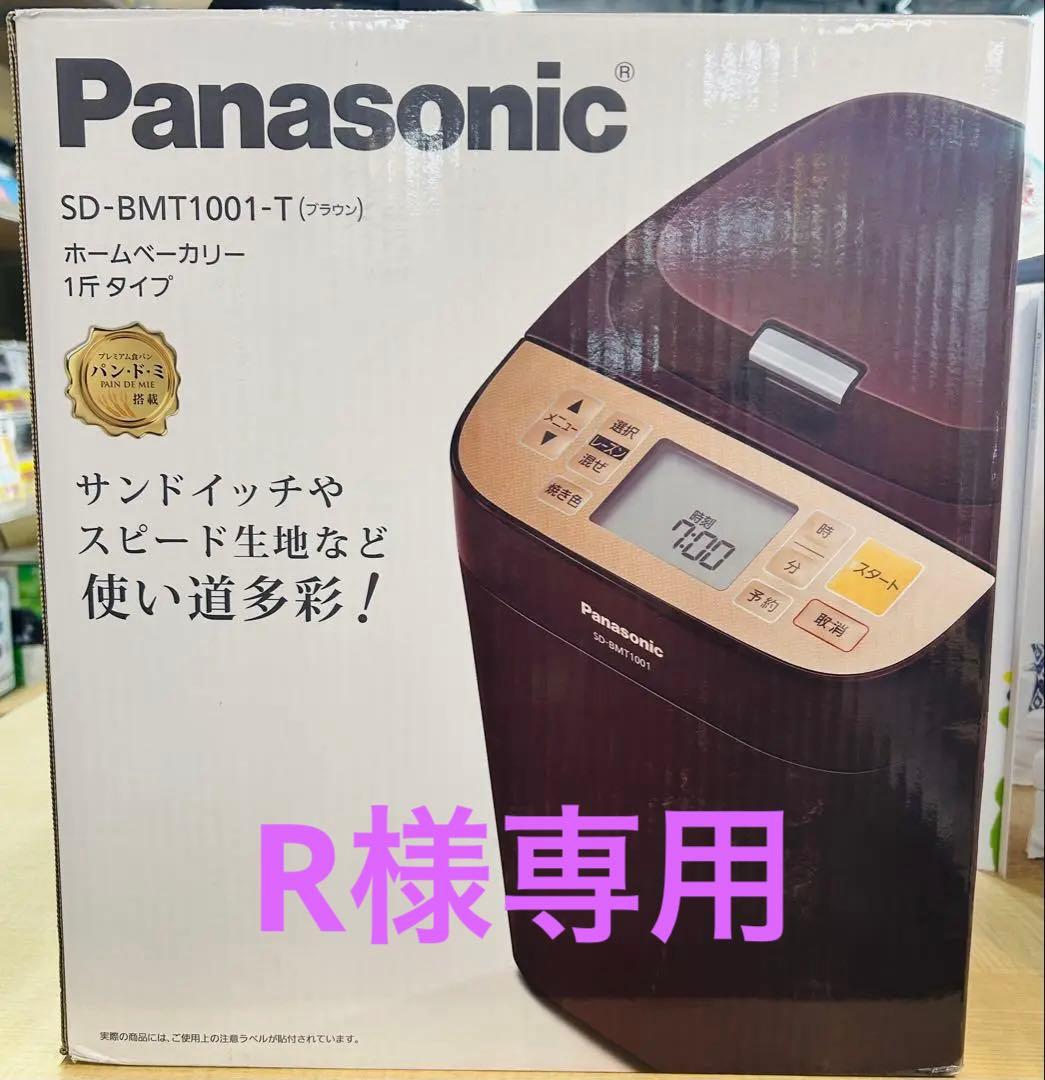 Panasonic®
SD-BMT1001-T(ブラウン)
ホームベーカリー
1斤タイプ
プレミアム食パン
パン・ド・ミ
PAIN DE MIE
搭載
サンドイッチや
スピード生地など
使い道多彩!
▲
メニュー
▼
選択
レーズン
混ぜ
焼き色
時刻
7:00
時
分
予約
スタート
取消
Panasonic
SD-BMT1001
R様専用
実際の商品には、ご使用上の注意ラベルが貼付されています。